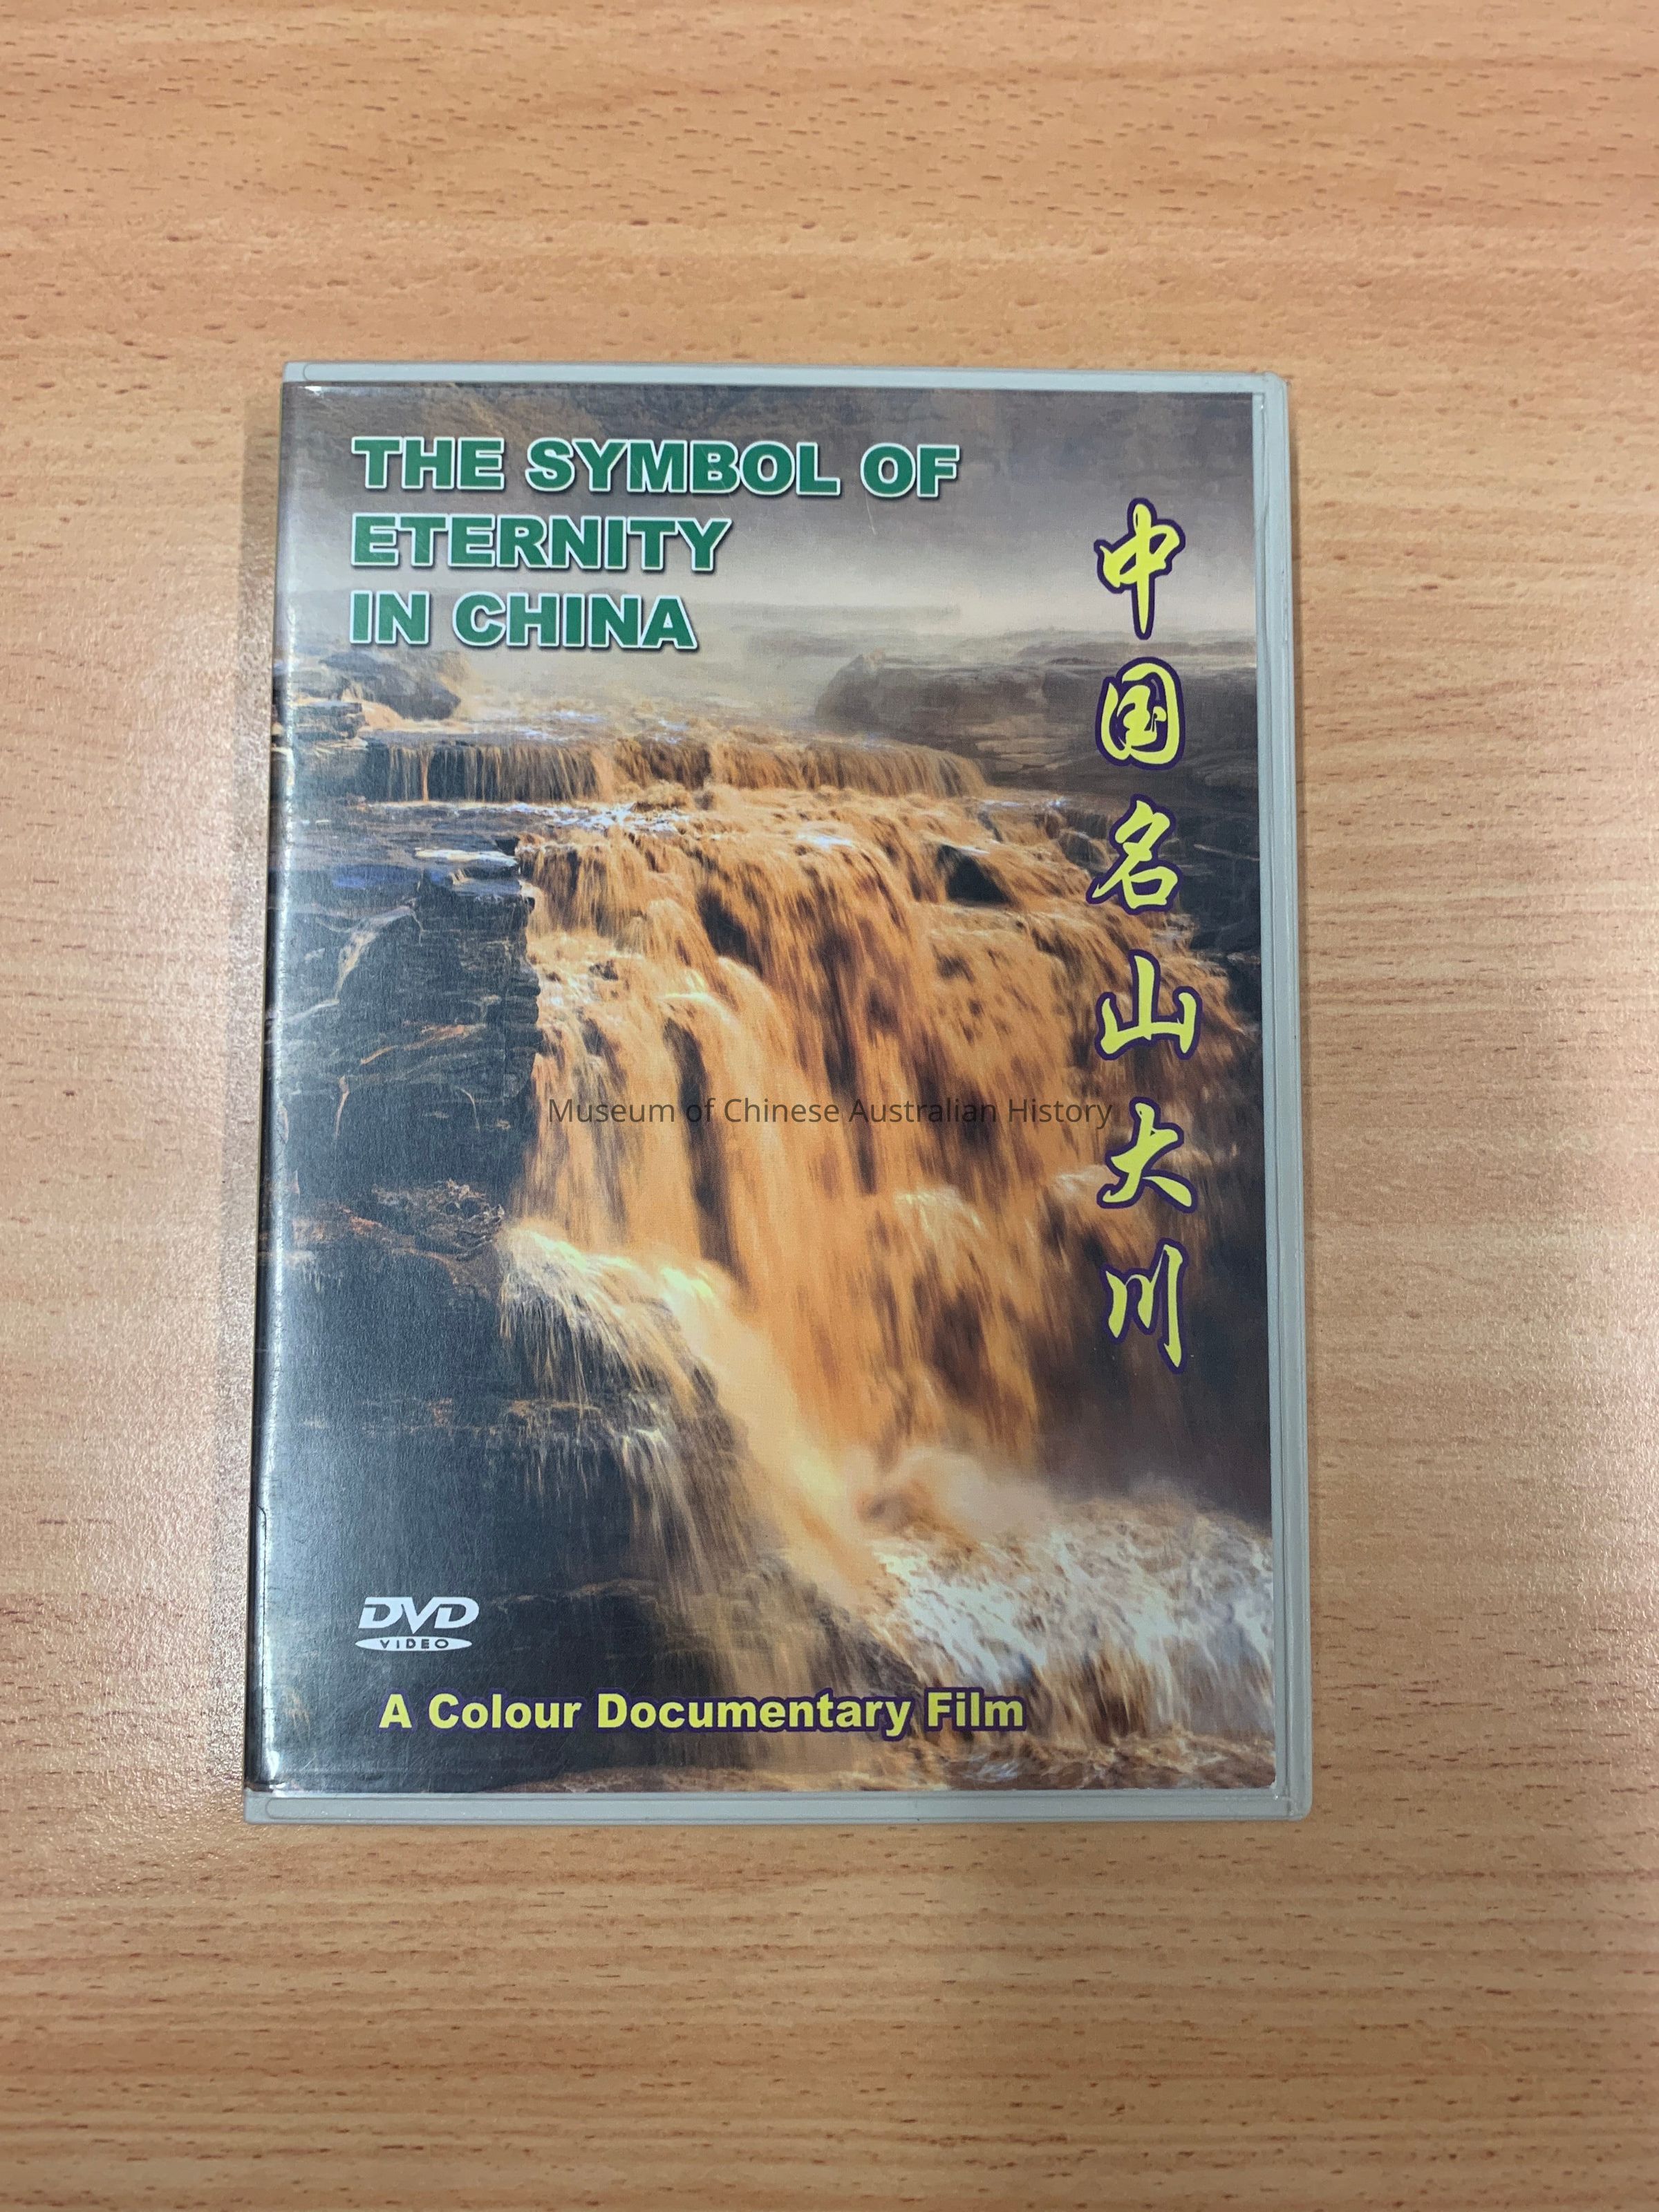 THE SYMBOL OF
ETERNITY
IN CHINA
中国名山大川
Museum of Chinese Australian History
DVD
VIDEO
A Colour Documentary Film